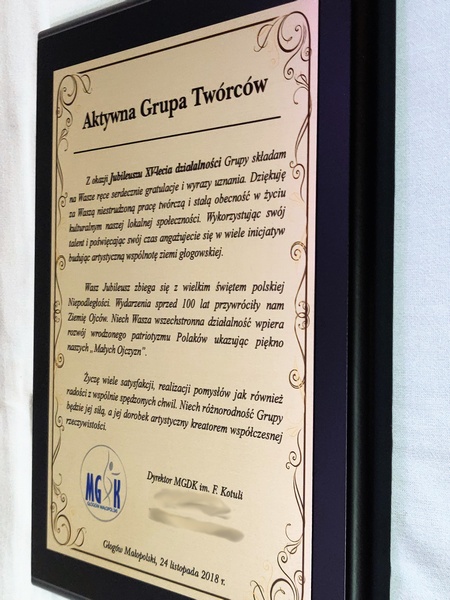 Aktywna Grupa Twórców
Z okazji Jubileuszu XV-lecia działalności Grupy składam
na Wasze ręce serdecznie gratulacje i wyrazy uznania. Dziękuję
za Waszą niestrudzoną pracę twórczą i stałą obecność w życiu
kulturalnym naszej lokalnej społeczności. Wykorzystując swój
talent i poświęcając swój czas angażujecie się w wiele inicjatyw
budując artystyczną wspólnotę ziemi głogowskiej.
Wasz Jubileusz zbiega się z wielkim świętem polskiej
Niepodległości. Wydarzenia sprzed 100 lat przywróciły nam
Ziemię Ojców. Niech Wasza wszechstronna działalność wpiera
rozwój wrodzonego patriotyzmu Polaków ukazując piękno
naszych „Małych Ojczyzn”.
Życzę wiele satysfakcji, realizacji pomysłów jak również
radości z wspólnie spędzonych chwil. Niech różnorodność Grupy
będzie jej siłą, a jej dorobek artystyczny kreatorem współczesnej
rzeczywistości.
MGDK
GŁOGÓW MAŁOPOLSKI
Dyrektor MGDK im. F. Kotuli
Głogów Małopolski, 24 listopada 2018 r.